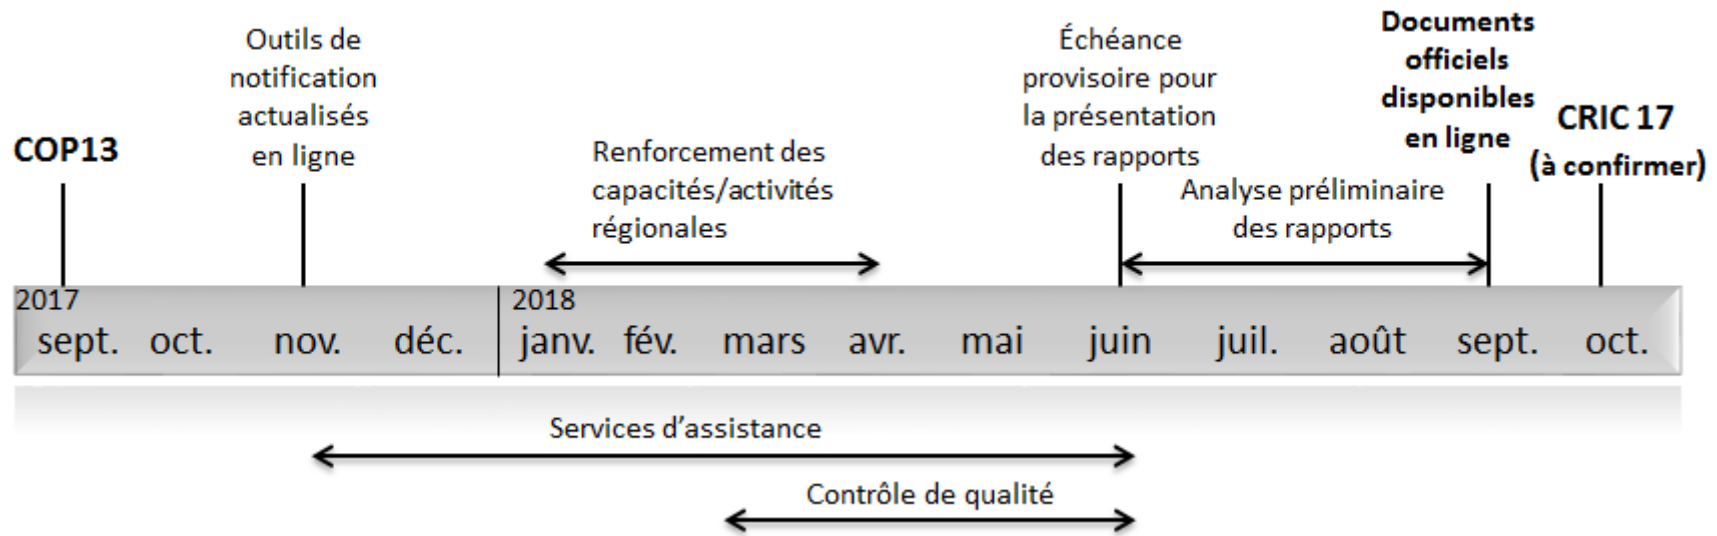 COP13
Outils de
notification
actualisés
en ligne
Renforcement des
capacités/activités
régionales
Échéance
provisoire pour
la présentation
des rapports
Analyse préliminaire
des rapports
Documents
officiels
disponibles
en ligne
CRIC 17
(à confirmer)
2017
2018
sept. oct. nov. déc. janv. fév. mars avr. mai juin juil. août sept. oct.
Services d’assistance
Contrôle de qualité